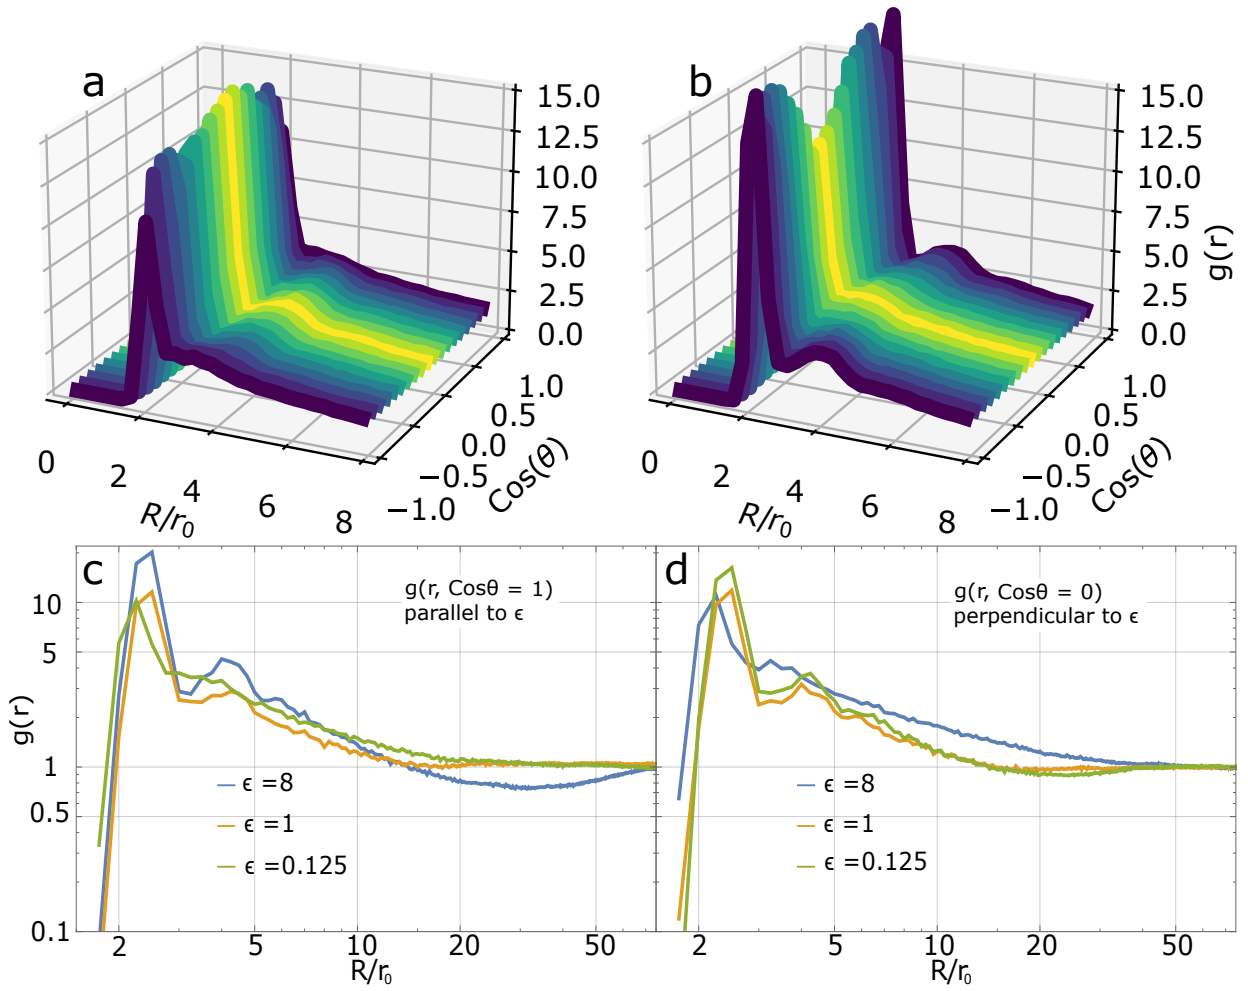 a
15.0
12.5
10.0
7.5
5.0
2.5
0.0
1.0
0.5
0.0
−0.5
−1.0
0
2
4
6
8
R/r0
Cos(θ)
b
15.0
12.5
10.0
7.5
5.0
2.5
0.0
g(r)
1.0
0.5
0.0
−0.5
−1.0
0
2
4
6
8
R/r0
Cos(θ)
c
g(r, Cosθ = 1)
parallel to ϵ
10
5
1
0.5
0.1
g(r)
ϵ =8
ϵ =1
ϵ =0.125
2
5
10
20
50
R/r0
d
g(r, Cosθ = 0)
perpendicular to ϵ
ϵ =8
ϵ =1
ϵ =0.125
2
5
10
20
50
R/r0